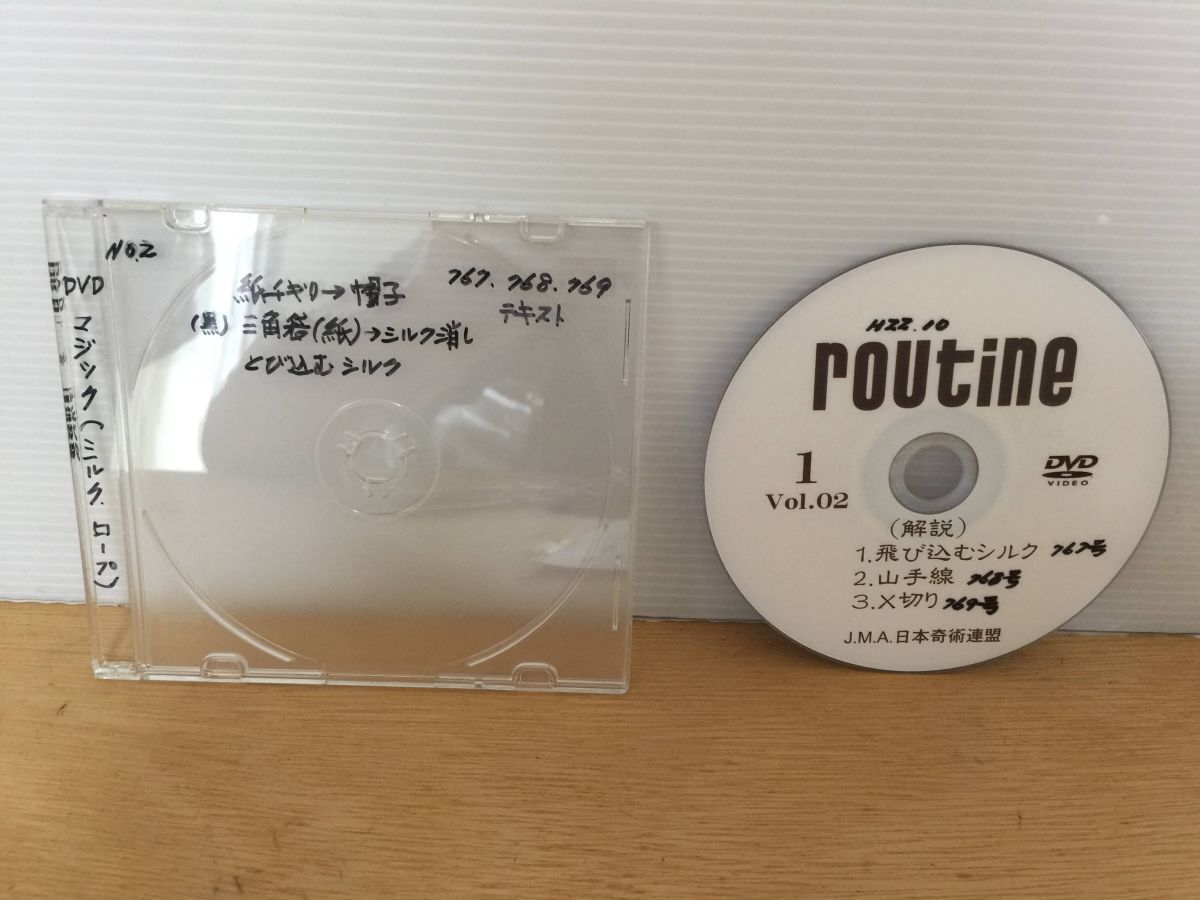 NO.2
紙チギリ→帽子
(黒)三角袋(紙)→シルク消し
とび込むシルク
767.768.769
テキスト
DVD マジック(シルク.ロープ)
H22.10
routine
1
Vol.02
DVD
VIDEO
(解説)
1.飛び込むシルク 767号
2.山手線 768号
3.X切り 769号
J.M.A.日本奇術連盟